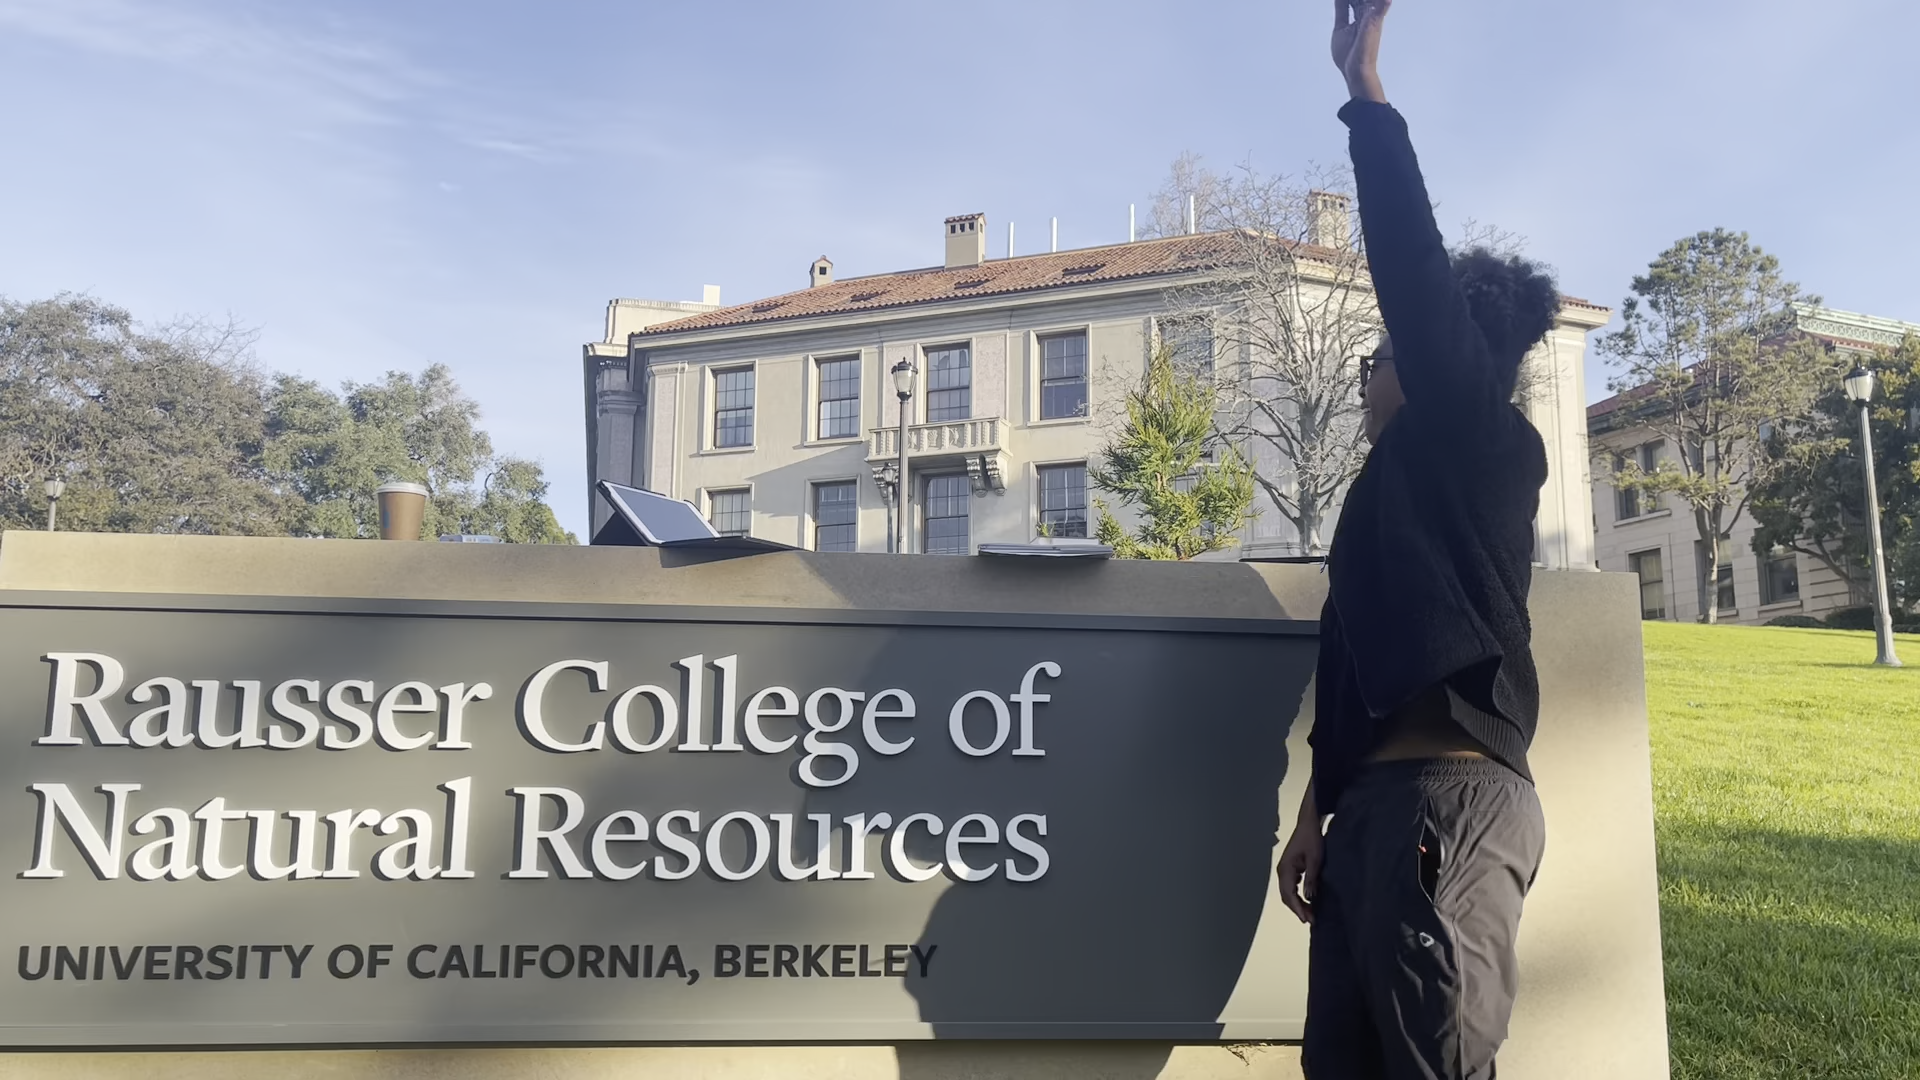 Rausser College of
Natural Resources
UNIVERSITY OF CALIFORNIA, BERKELEY